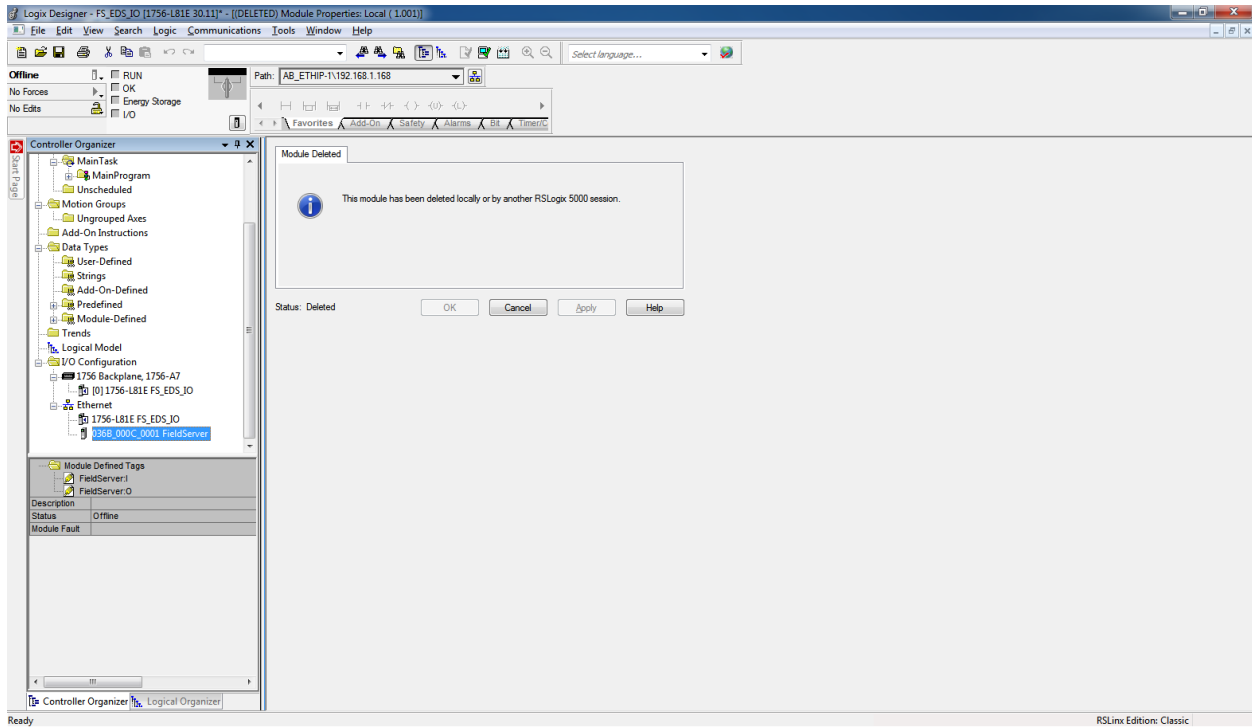 Logix Designer - FS_EDS_IO [1756-L81E 30.11]* - [(DELETED) Module Properties: Local ( 1.001)]
File Edit View Search Logic Communications Tools Window Help
Select language...
Offline
RUN
Path: AB_ETHIP-1\192.168.1.168
No Forces
OK
No Edits
Energy Storage
I/O
Favorites Add-On Safety Alarms Bit Timer/C
Start Page
Controller Organizer
MainTask
MainProgram
Unscheduled
Motion Groups
Ungrouped Axes
Add-On Instructions
Data Types
User-Defined
Strings
Add-On-Defined
Predefined
Module-Defined
Trends
Logical Model
I/O Configuration
1756 Backplane, 1756-A7
[0] 1756-L81E FS_EDS_IO
Ethernet
1756-L81E FS_EDS_IO
036B_000C_0001 FieldServer
Module Defined Tags
FieldServer:I
FieldServer:O
Description
Status Offline
Module Fault
Controller Organizer Logical Organizer
Module Deleted
This module has been deleted locally or by another RSLogix 5000 session.
Status: Deleted
OK Cancel Apply Help
Ready
RSLinx Edition: Classic